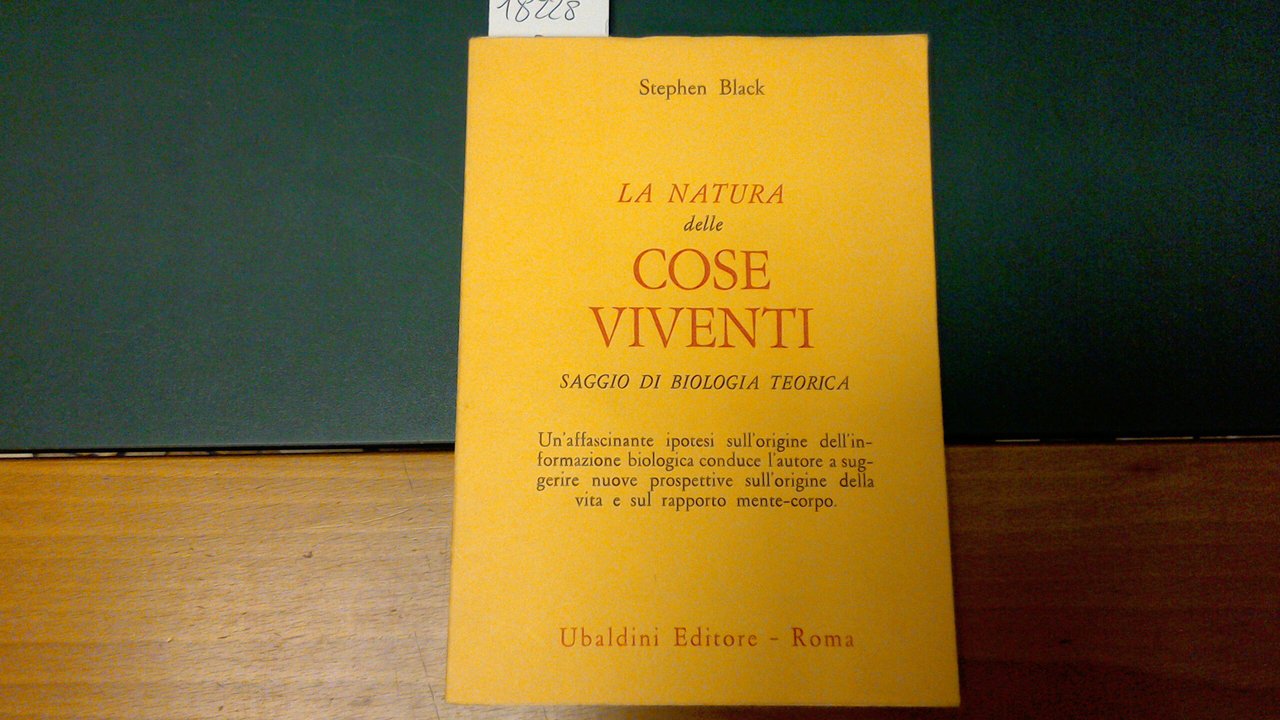 18228
Stephen Black
LA NATURA
delle
COSE
VIVENTI
SAGGIO DI BIOLOGIA TEORICA
Un'affascinante ipotesi sull'origine dell'in-
formazione biologica conduce l'autore a sug-
gerire nuove prospettive sull'origine della
vita e sul rapporto mente-corpo.
Ubaldini Editore - Roma